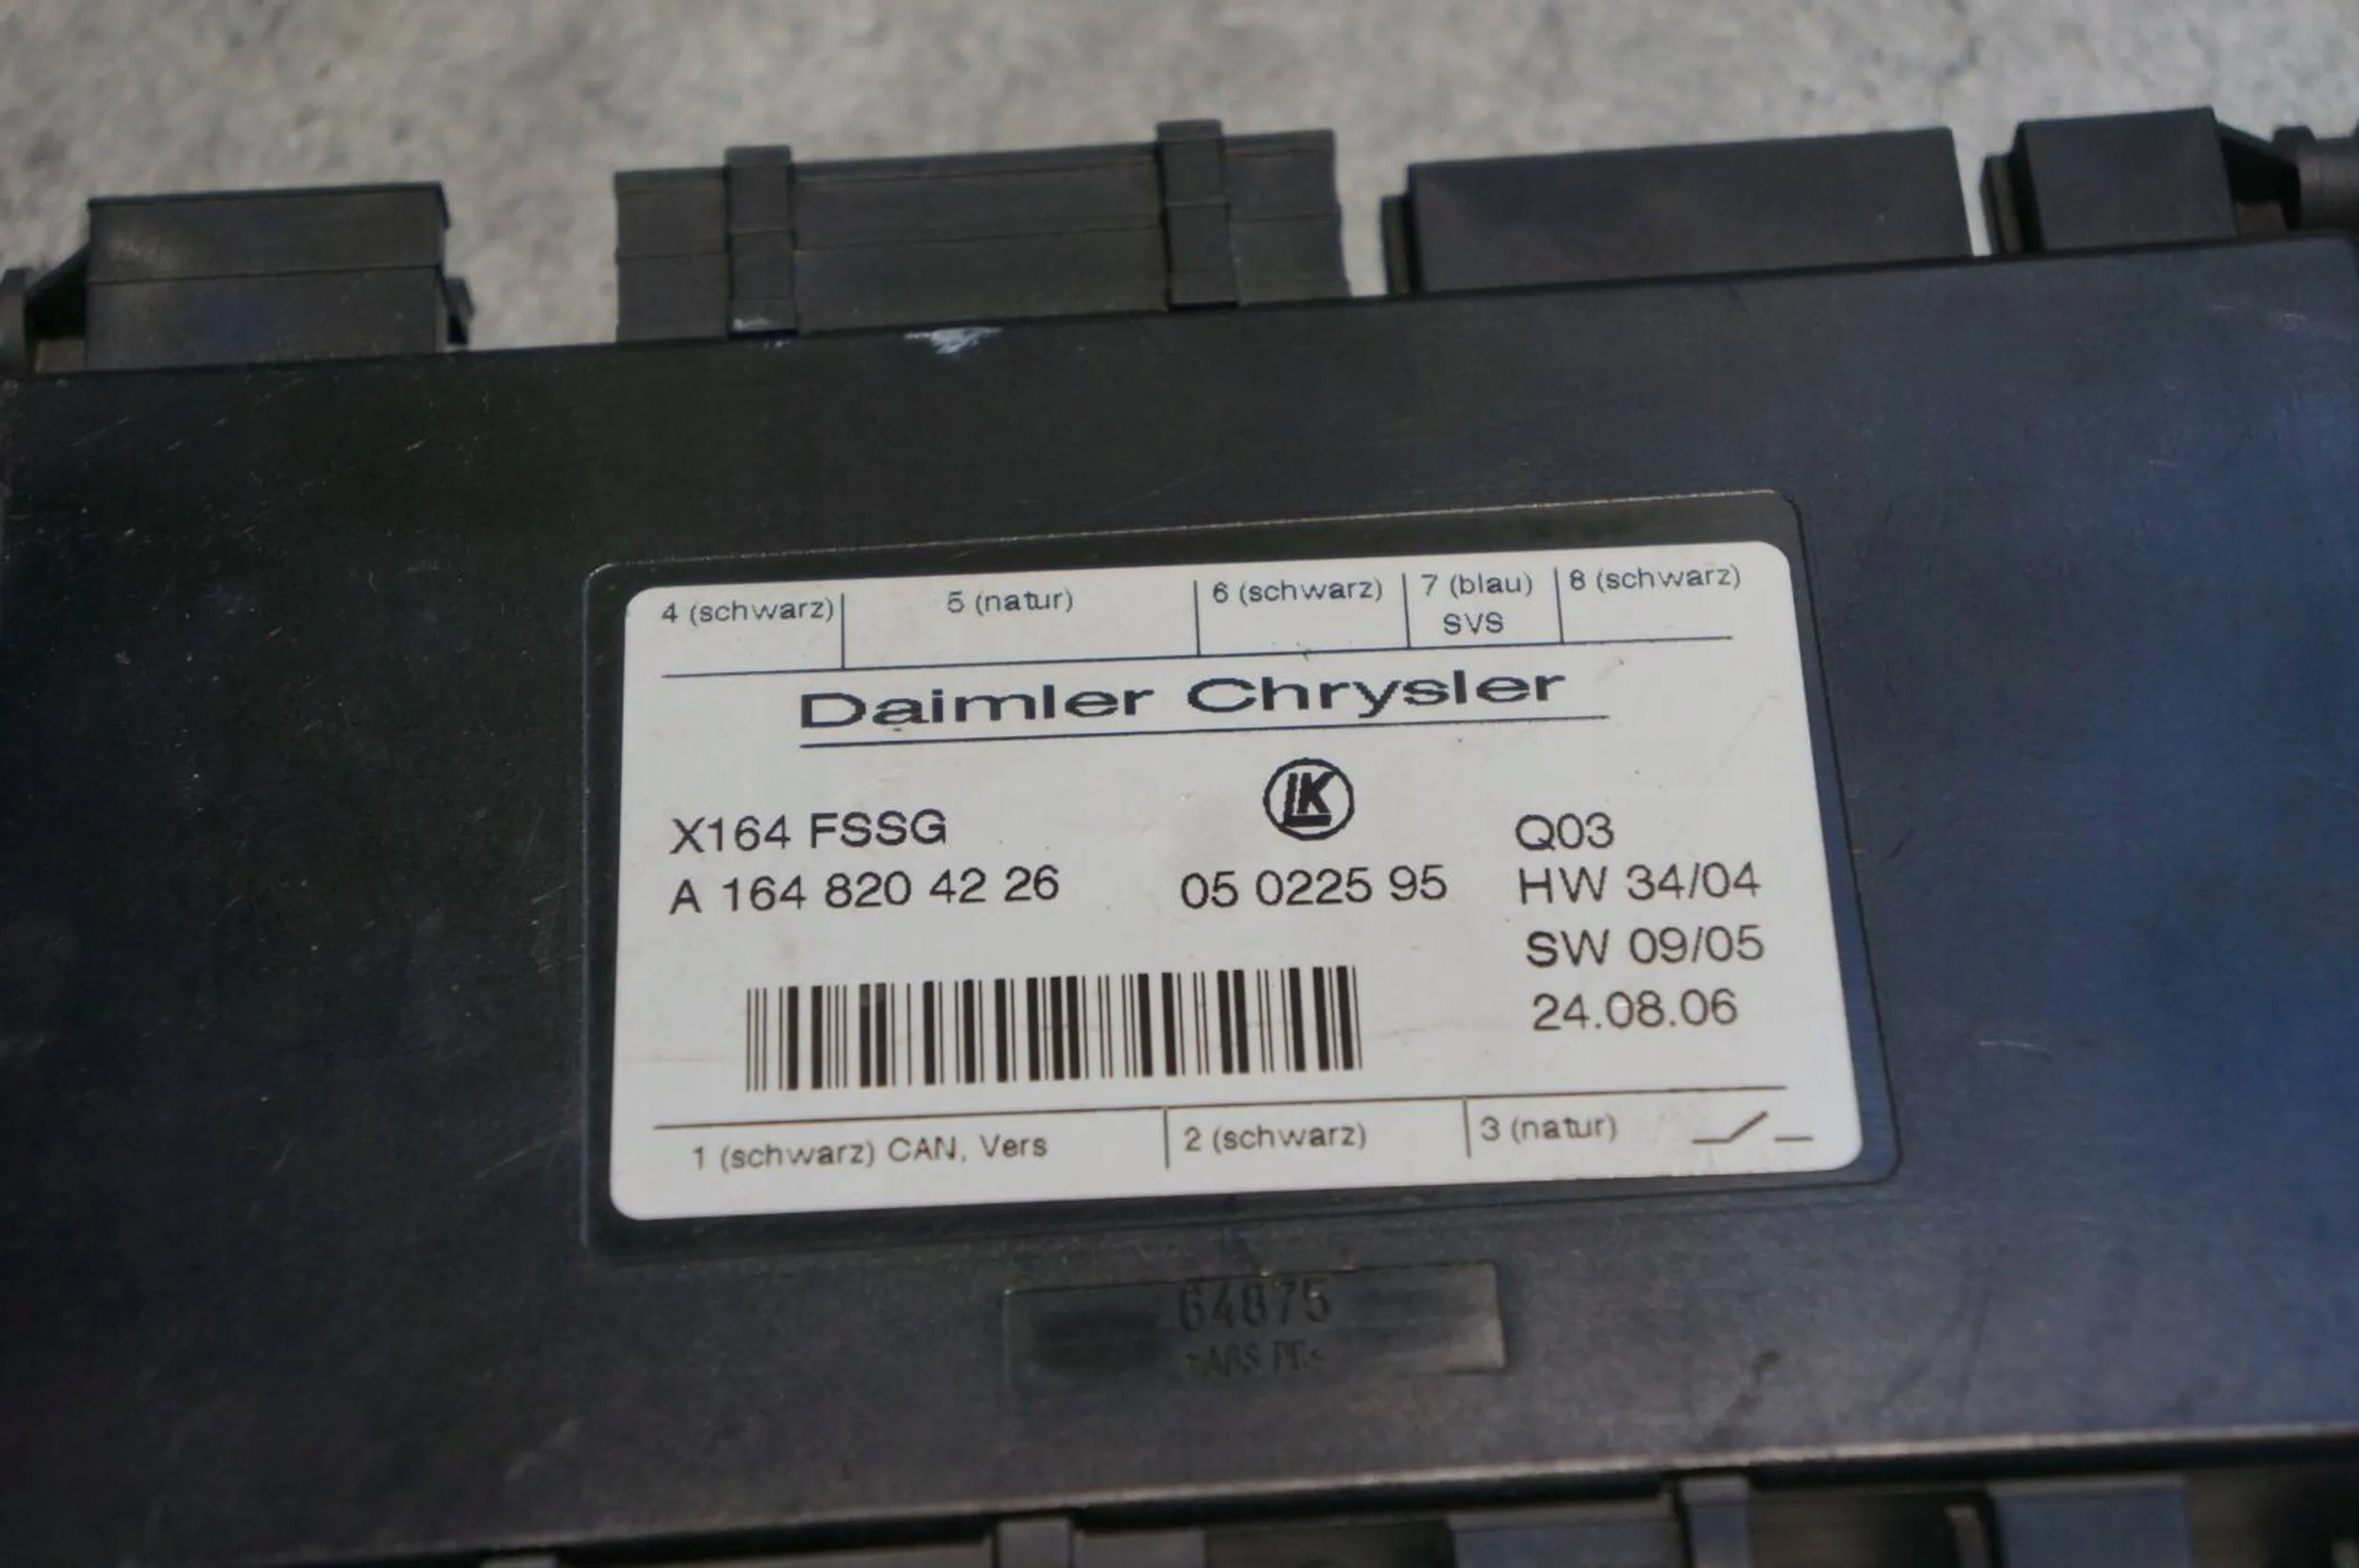 4 (schwarz) 5 (natur) 6 (schwarz) 7 (blau) 8 (schwarz)
SVS
Daimler Chrysler
LK
X164 FSSG Q03
A 164 820 42 26 05 0225 95 HW 34/04
SW 09/05
24.08.06
1 (schwarz) CAN, Vers 2 (schwarz) 3 (natur)
64875